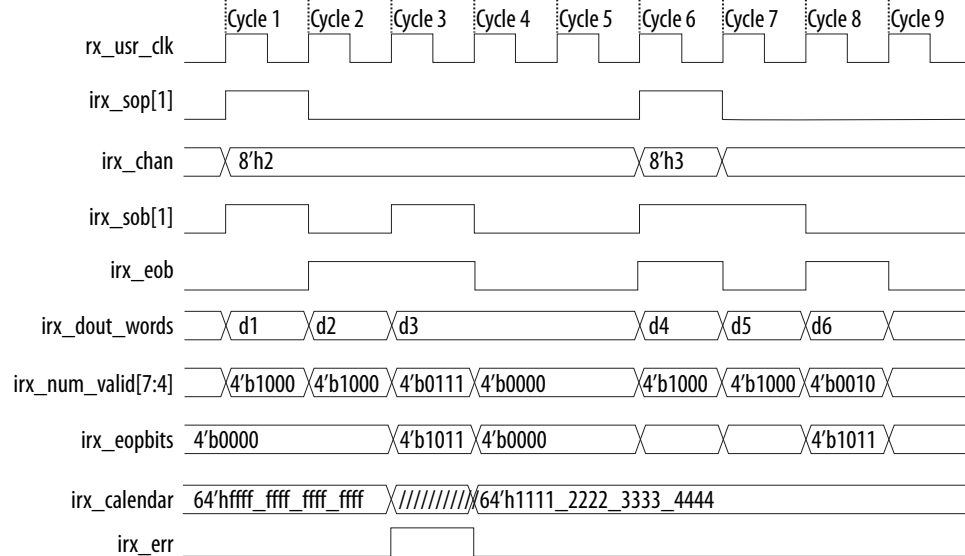 Cycle 1 Cycle 2 Cycle 3 Cycle 4 Cycle 5 Cycle 6 Cycle 7 Cycle 8 Cycle 9
rx_usr_clk
irx_sop[1]
irx_chan 8’h2 8’h3
irx_sob[1]
irx_eob
irx_dout_words d1 d2 d3 d4 d5 d6
irx_num_valid[7:4] 4’b1000 4’b1000 4’b0111 4’b0000 4’b1000 4’b1000 4’b0010
irx_eopbits 4’b0000 4’b1011 4’b0000 4’b1011
irx_calendar 64’hffff_ffff_ffff_ffff ////////// 64’h1111_2222_3333_4444
irx_err